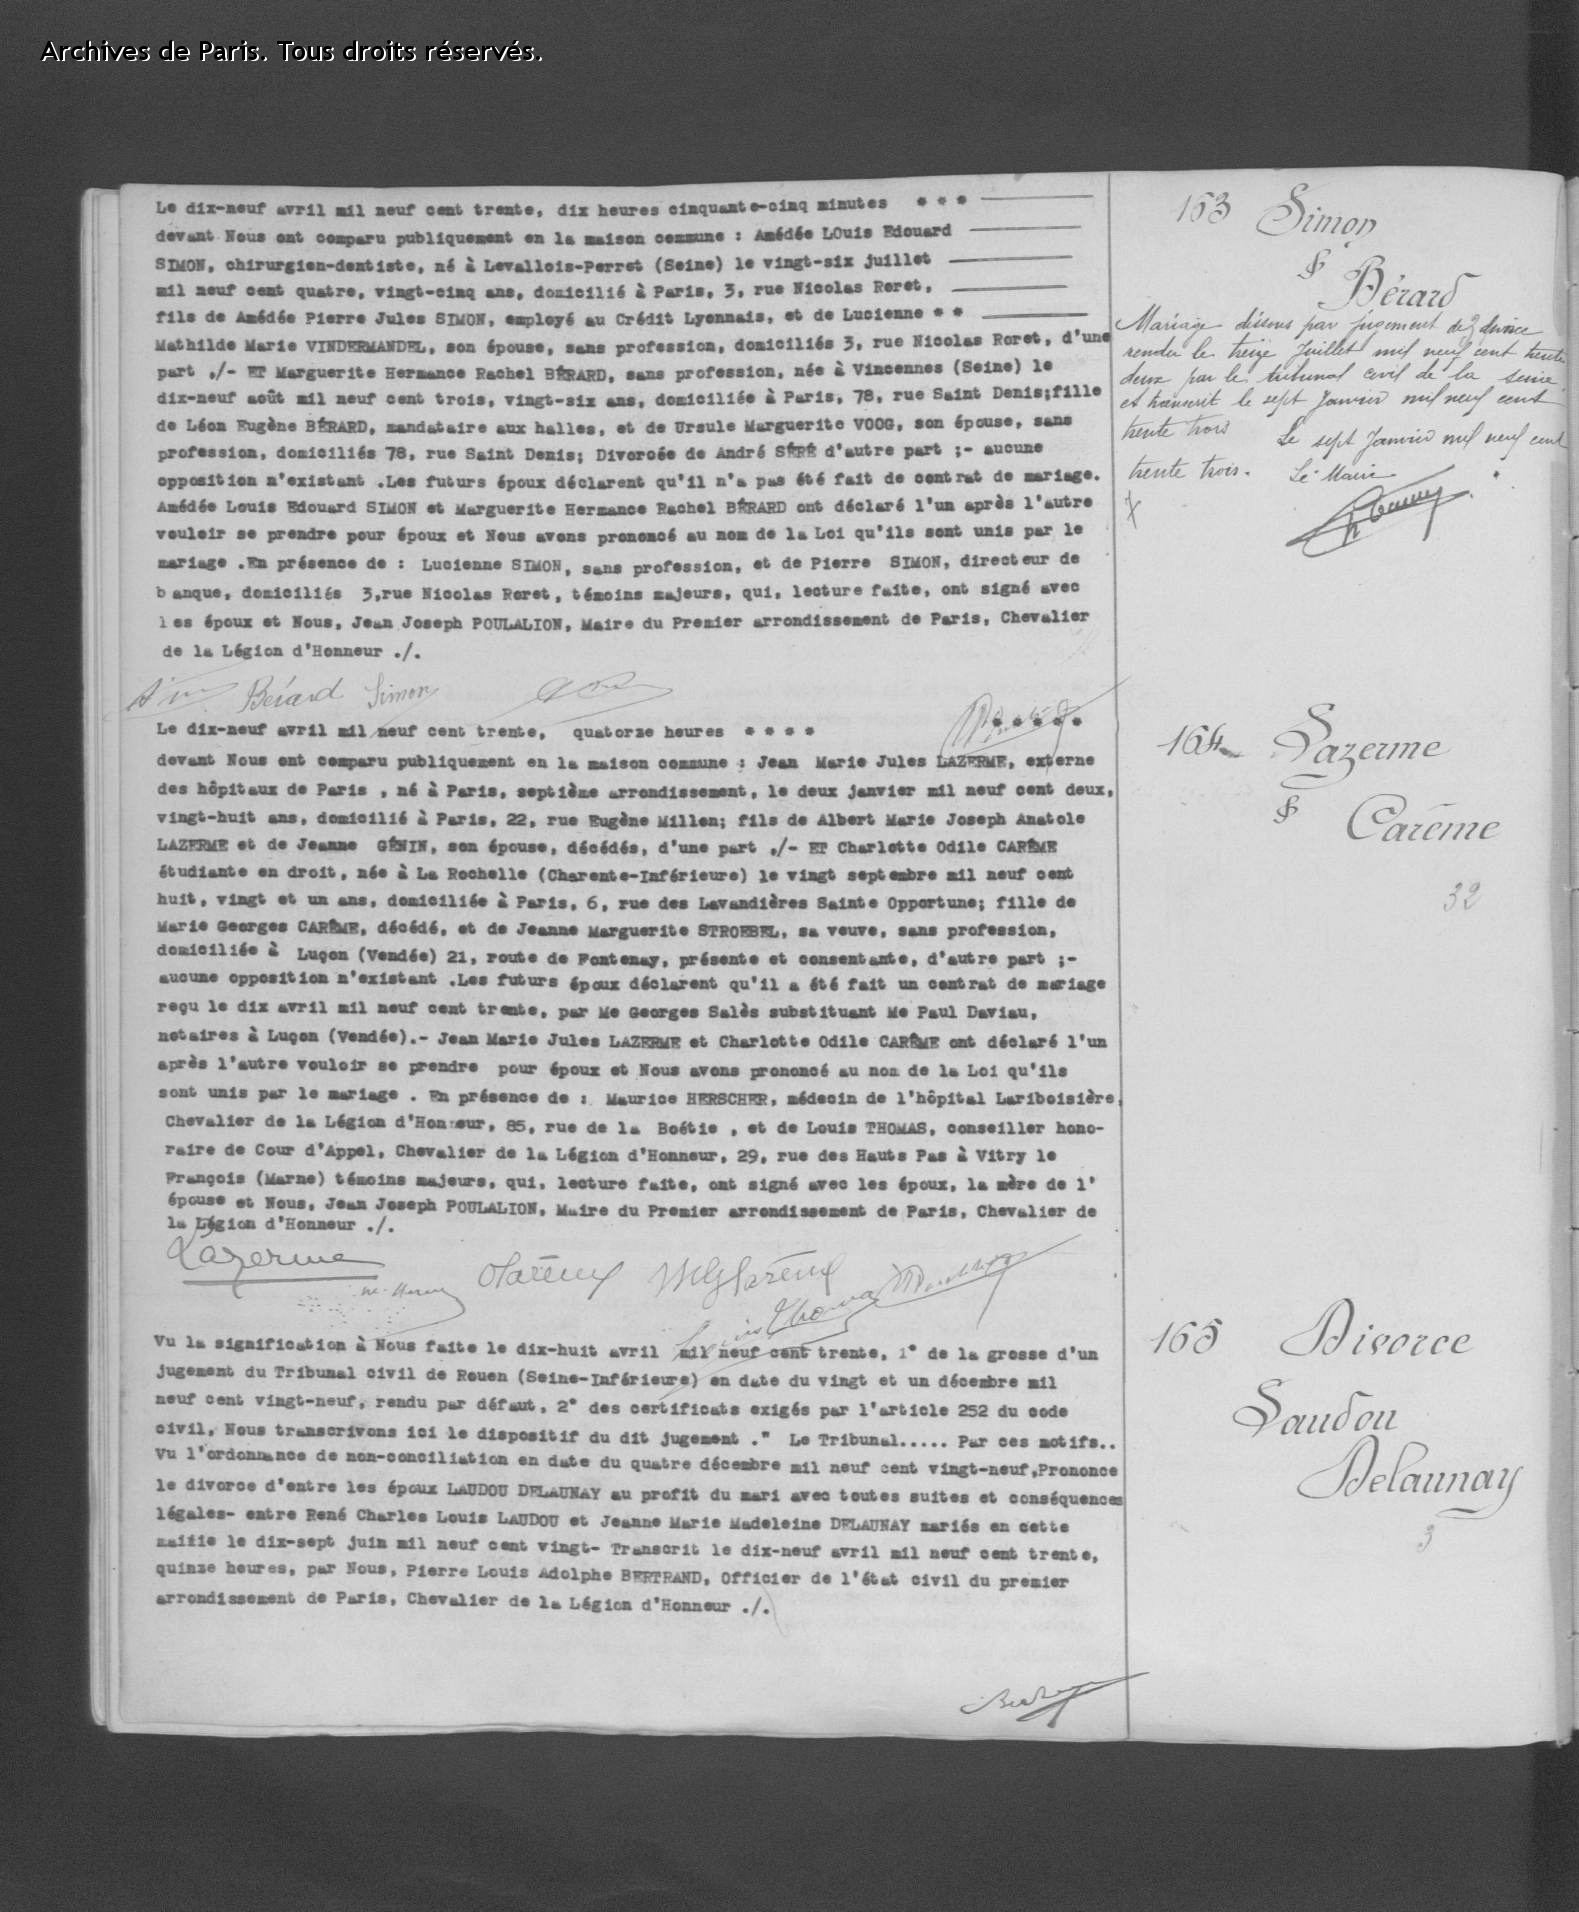 Archives de Paris. Tous droits réservés.
Le dix-neuf avril mil neuf cent trente, dix heures cinquante-cinq minutes * * *
devant Nous ont comparu publiquement en la maison commune : Amédée LOuis Edouard
SIMON, chirurgien-dentiste, né à Levallois-Perret (Seine) le vingt-six juillet
mil neuf cent quatre, vingt-cinq ans, domicilié à Paris, 3, rue Nicolas Roret,
fils de Amédée Pierre Jules SIMON, employé au Crédit Lyonnais, et de Lucienne * *
Mathilde Marie VINDERMANDEL, son épouse, sans profession, domiciliés 3, rue Nicolas Roret, d'une
part ./- ET Marguerite Hermance Rachel BÉRARD, sans profession, née à Vincennes (Seine) le
dix-neuf août mil neuf cent trois, vingt-six ans, domiciliée à Paris, 78, rue Saint Denis;fille
de Léon Eugène BÉRARD, mandataire aux halles, et de Ursule Marguerite VOOG, son épouse, sans
profession, domiciliés 78, rue Saint Denis; Divorcée de André SÉRÉ d'autre part ;- aucune
opposition n'existant .Les futurs époux déclarent qu'il n'a pas été fait de contrat de mariage.
Amédée Louis Edouard SIMON et Marguerite Hermance Rachel BÉRARD ont déclaré l'un après l'autre
vouloir se prendre pour époux et Nous avons prononcé au nom de la Loi qu'ils sont unis par le
mariage .En présence de : Lucienne SIMON, sans profession, et de Pierre SIMON, directeur de
b anque, domiciliés 3,rue Nicolas Roret, témoins majeurs, qui, lecture faite, ont signé avec
l es époux et Nous, Jean Joseph POULALION, Maire du Premier arrondissement de Paris, Chevalier
de la Légion d'Honneur ./.
Bérard Simon
163 Simon
&
Bérard
Mariage dissous par jugement de divorce
rendu le treize Juillet mil neuf cent trente
deux par le tribunal civil de la seine
et transcrit le sept Janvier mil neuf cent
trente trois Le sept Janvier mil neuf cent
trente trois. Le Maire
Le dix-neuf avril mil neuf cent trente, quatorze heures * * * *
* * * * *
devant Nous ont comparu publiquement en la maison commune : Jean Marie Jules LAZERME, externe
des hôpitaux de Paris , né à Paris, septième arrondissement, le deux janvier mil neuf cent deux,
vingt-huit ans, domicilié à Paris, 22, rue Eugène Millon; fils de Albert Marie Joseph Anatole
LAZERME et de Jeanne GÉNIN, son épouse, décédés, d'une part ./- ET Charlotte Odile CARÊME
étudiante en droit, née à La Rochelle (Charente-Inférieure) le vingt septembre mil neuf cent
huit, vingt et un ans, domiciliée à Paris, 6, rue des Lavandières Sainte Opportune; fille de
Marie Georges CARÊME, décédé, et de Jeanne Marguerite STROEBEL, sa veuve, sans profession,
domiciliée à Luçon (Vendée) 21, route de Fontenay, présente et consentante, d'autre part ;-
aucune opposition n'existant .Les futurs époux déclarent qu'il a été fait un contrat de mariage
reçu le dix avril mil neuf cent trente, par Me Georges Salès substituant Me Paul Daviau,
notaires à Luçon (Vendée).- Jean Marie Jules LAZERME et Charlotte Odile CARÊME ont déclaré l'un
après l'autre vouloir se prendre pour époux et Nous avons prononcé au nom de la Loi qu'ils
sont unis par le mariage . En présence de : Maurice HERSCHER, médecin de l'hôpital Lariboisière,
Chevalier de la Légion d'Honneur, 85, rue de la Boétie , et de Louis THOMAS, conseiller hono-
raire de Cour d'Appel, Chevalier de la Légion d'Honneur, 29, rue des Hauts Pas à Vitry le
François (Marne) témoins majeurs, qui, lecture faite, ont signé avec les époux, la mère de l'
épouse et Nous, Jean Joseph POULALION, Maire du Premier arrondissement de Paris, Chevalier de
la Légion d'Honneur ./.
Lazerme
Louis Thomas
164 Lazerme
&
Carême
32
Vu la signification à Nous faite le dix-huit avril mil neuf cent trente, 1° de la grosse d'un
jugement du Tribunal civil de Rouen (Seine-Inférieure) en date du vingt et un décembre mil
neuf cent vingt-neuf, rendu par défaut, 2° des certificats exigés par l'article 252 du code
civil, Nous transcrivons ici le dispositif du dit jugement ." Le Tribunal..... Par ces motifs..
Vu l'ordonnance de non-conciliation en date du quatre décembre mil neuf cent vingt-neuf,Prononce
le divorce d'entre les époux LAUDOU DELAUNAY au profit du mari avec toutes suites et conséquences
légales- entre René Charles Louis LAUDOU et Jeanne Marie Madeleine DELAUNAY mariés en cette
mairie le dix-sept juin mil neuf cent vingt- Transcrit le dix-neuf avril mil neuf cent trente,
quinze heures, par Nous, Pierre Louis Adolphe BERTRAND, Officier de l'état civil du premier
arrondissement de Paris, Chevalier de la Légion d'Honneur ./.
165 Divorce
Laudou
Delaunay
3